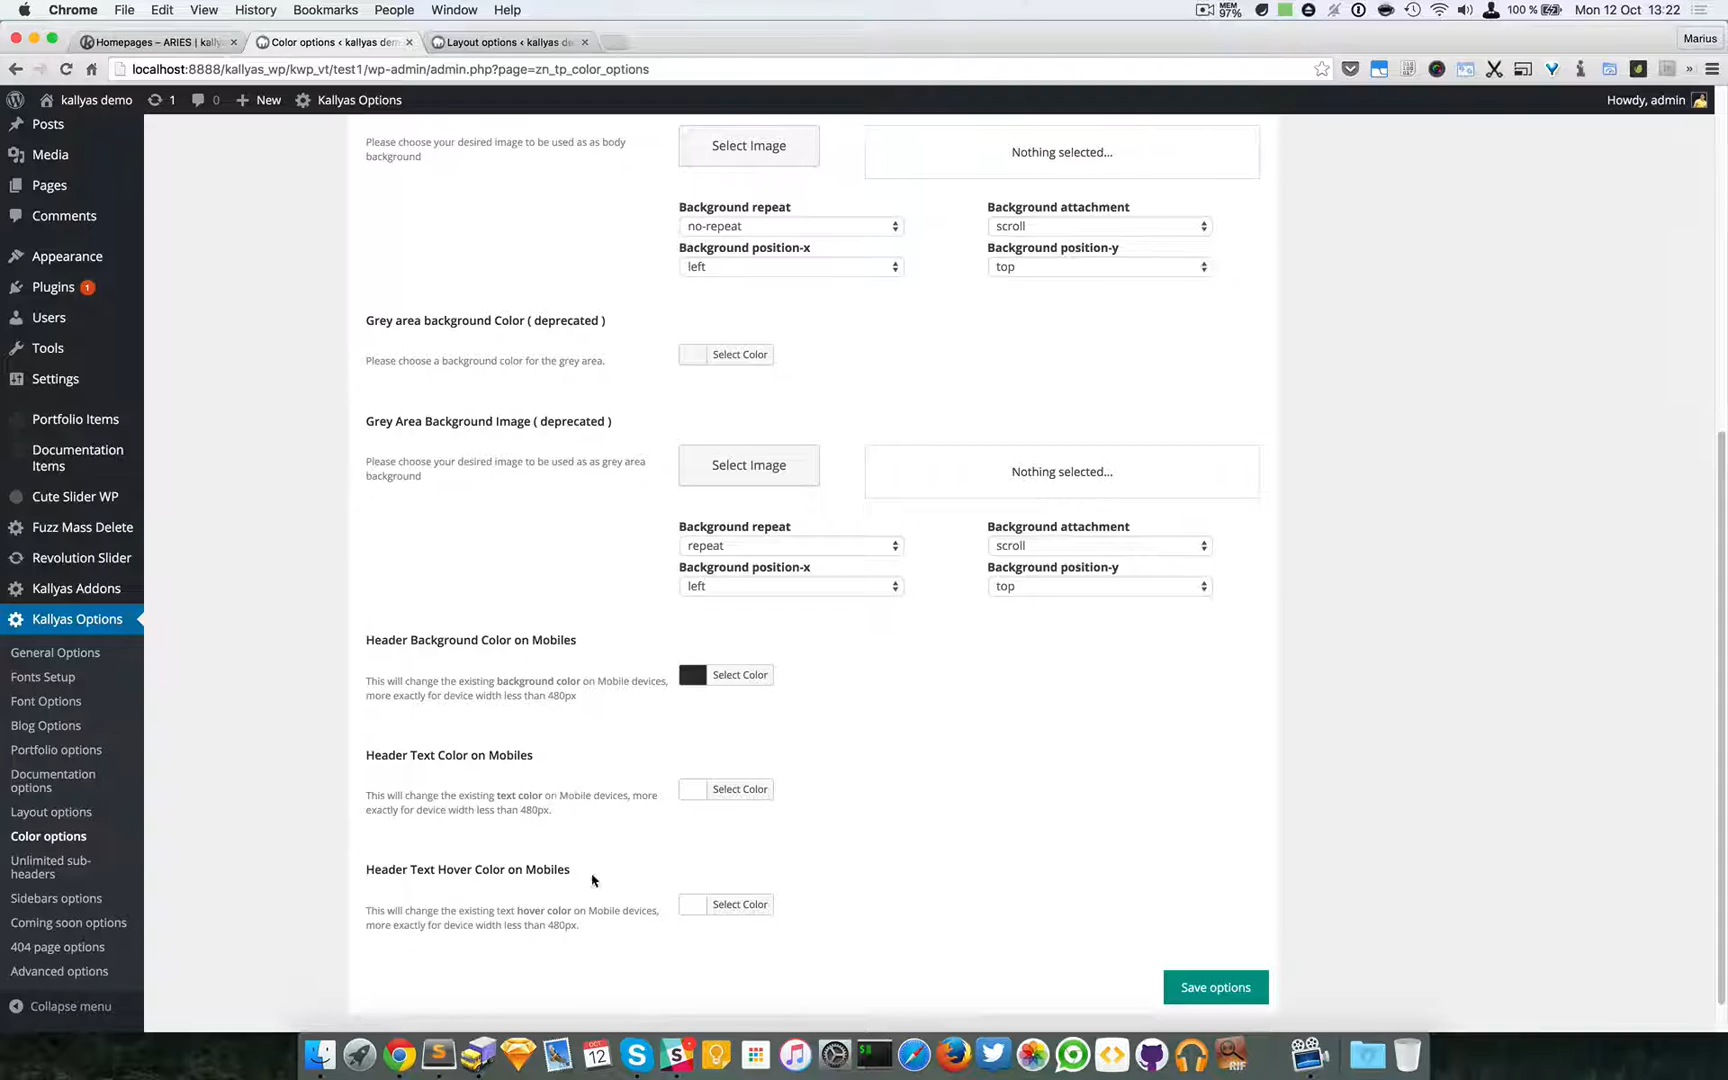 Chrome File Edit View History Bookmarks People Window Help
MEM 97% 100 % Mon 12 Oct 13:22
Homepages – ARIES | kally Color options ‹ kallyas dem Layout options ‹ kallyas de
Marius
localhost:8888/kallyas_wp/kwp_vt/test1/wp-admin/admin.php?page=zn_tp_color_options
kallyas demo 1 0 New Kallyas Options
Howdy, admin
Posts
Media
Pages
Comments
Appearance
Plugins 1
Users
Tools
Settings
Portfolio Items
Documentation
Items
Cute Slider WP
Fuzz Mass Delete
Revolution Slider
Kallyas Addons
Kallyas Options
General Options
Fonts Setup
Font Options
Blog Options
Portfolio options
Documentation
options
Layout options
Color options
Unlimited sub-
headers
Sidebars options
Coming soon options
404 page options
Advanced options
Collapse menu
Please choose your desired image to be used as as body
background
Select Image
Nothing selected...
Background repeat Background attachment
no-repeat scroll
Background position-x Background position-y
left top
Grey area background Color ( deprecated )
Please choose a background color for the grey area.
Select Color
Grey Area Background Image ( deprecated )
Please choose your desired image to be used as as grey area
background
Select Image
Nothing selected...
Background repeat Background attachment
repeat scroll
Background position-x Background position-y
left top
Header Background Color on Mobiles
This will change the existing background color on Mobile devices,
more exactly for device width less than 480px
Select Color
Header Text Color on Mobiles
This will change the existing text color on Mobile devices, more
exactly for device width less than 480px.
Select Color
Header Text Hover Color on Mobiles
This will change the existing text hover color on Mobile devices,
more exactly for device width less than 480px.
Select Color
Save options
OCT
12
RIF